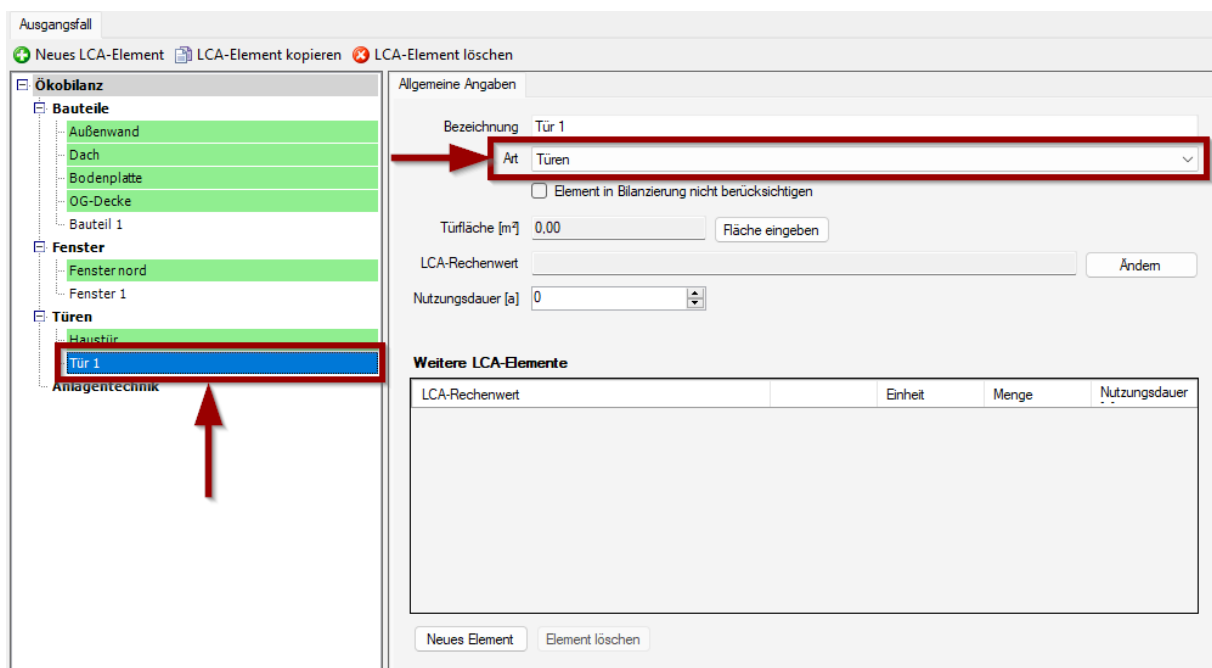 Ausgangsfall
Neues LCA-Element LCA-Element kopieren LCA-Element löschen
Ökobilanz
Bauteile
Außenwand
Dach
Bodenplatte
OG-Decke
Bauteil 1
Fenster
Fenster nord
Fenster 1
Türen
Haustür
Tür 1
Anlagentechnik
Allgemeine Angaben
Bezeichnung Tür 1
Art Türen
Element in Bilanzierung nicht berücksichtigen
Türfläche [m²] 0,00 Fläche eingeben
LCA-Rechenwert Ändern
Nutzungsdauer [a] 0
Weitere LCA-Elemente
LCA-Rechenwert Einheit Menge Nutzungsdauer
Neues Element Element löschen